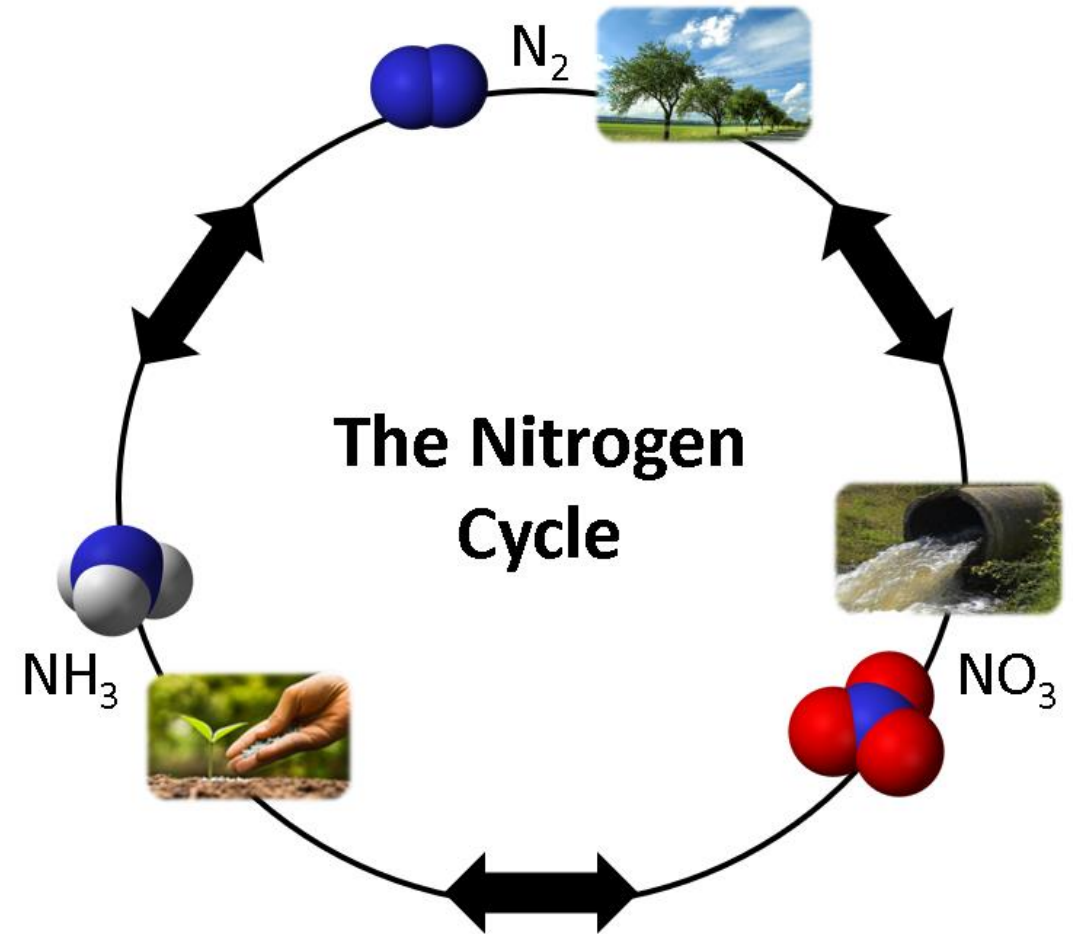 N₂
The Nitrogen
Cycle
NH₃
NO₃